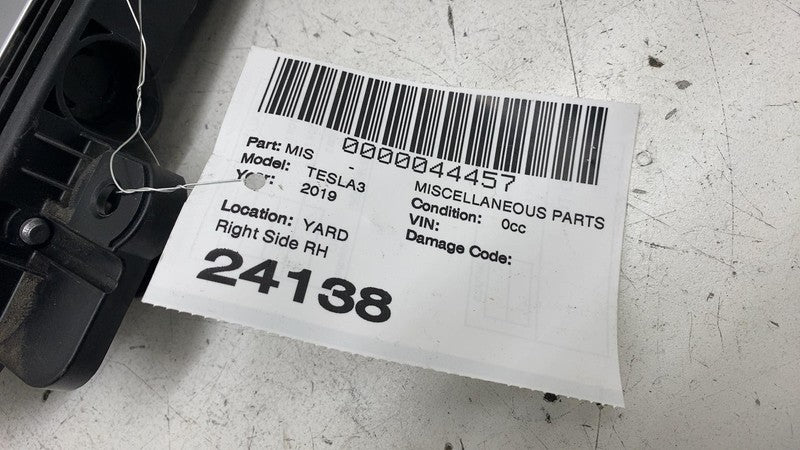 0000044457
Part: MIS - MISCELLANEOUS PARTS
Model: TESLA3 Condition: 0cc
Year: 2019 VIN:
Damage Code:
Location: YARD
Right Side RH
24138